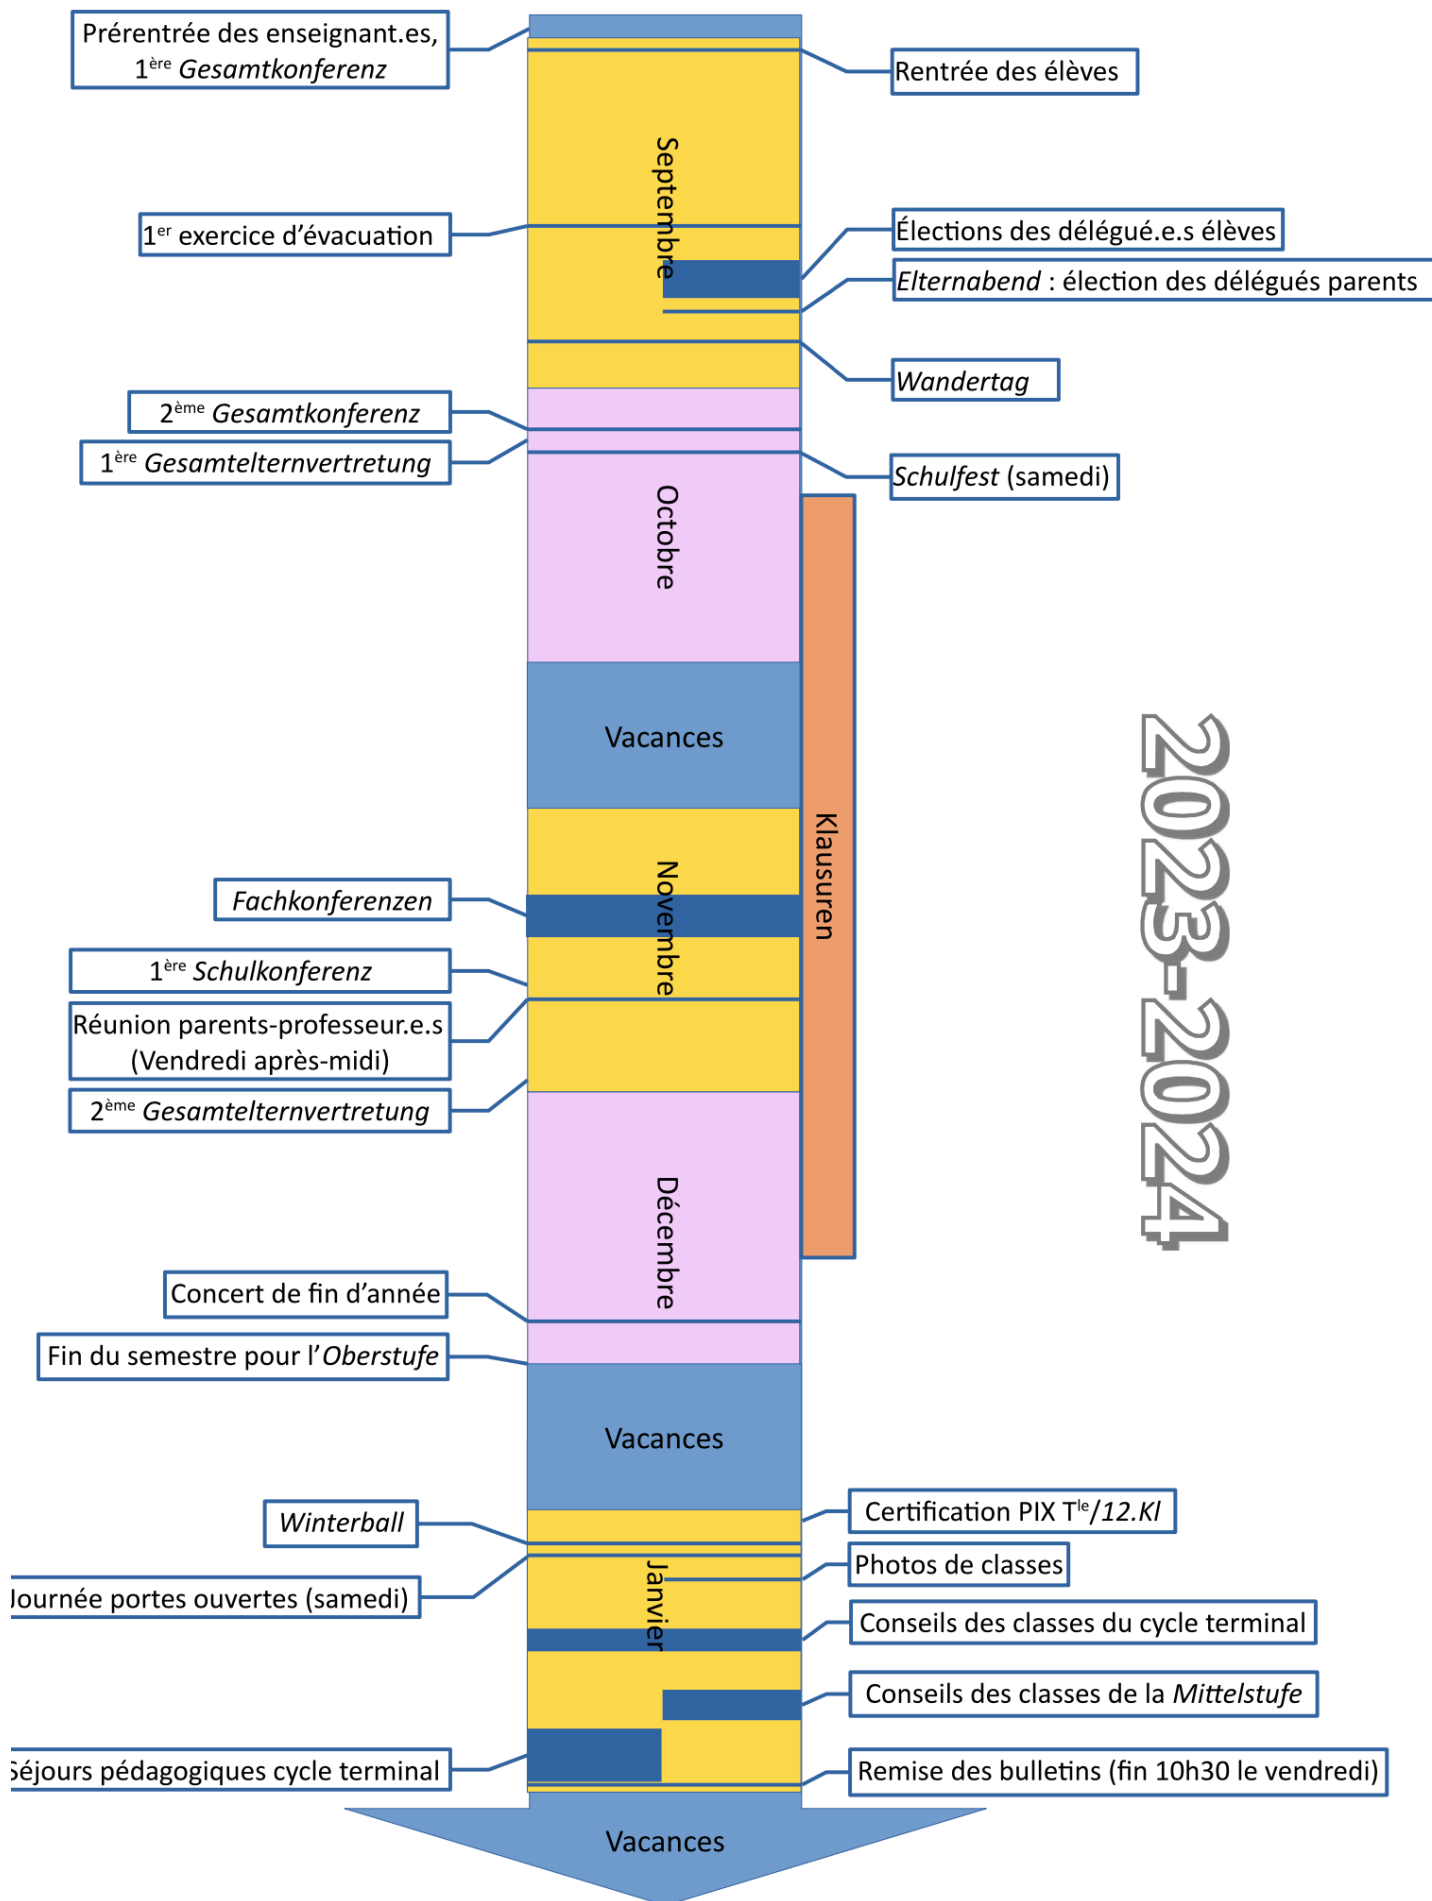 Prérentrée des enseignant.es,
1ère Gesamtkonferenz
Rentrée des élèves
Septembre
1er exercice d’évacuation
Élections des délégué.e.s élèves
Elternabend : élection des délégués parents
Wandertag
2ème Gesamtkonferenz
1ère Gesamtelternvertretung
Schulfest (samedi)
Octobre
Vacances
Klausuren
2023-2024
Novembre
Fachkonferenzen
1ère Schulkonferenz
Réunion parents-professeur.e.s
(Vendredi après-midi)
2ème Gesamtelternvertretung
Décembre
Concert de fin d’année
Fin du semestre pour l’Oberstufe
Vacances
Certification PIX Tle/12.Kl
Winterball
Photos de classes
Journée portes ouvertes (samedi)
Janvier
Conseils des classes du cycle terminal
Conseils des classes de la Mittelstufe
Séjours pédagogiques cycle terminal
Remise des bulletins (fin 10h30 le vendredi)
Vacances